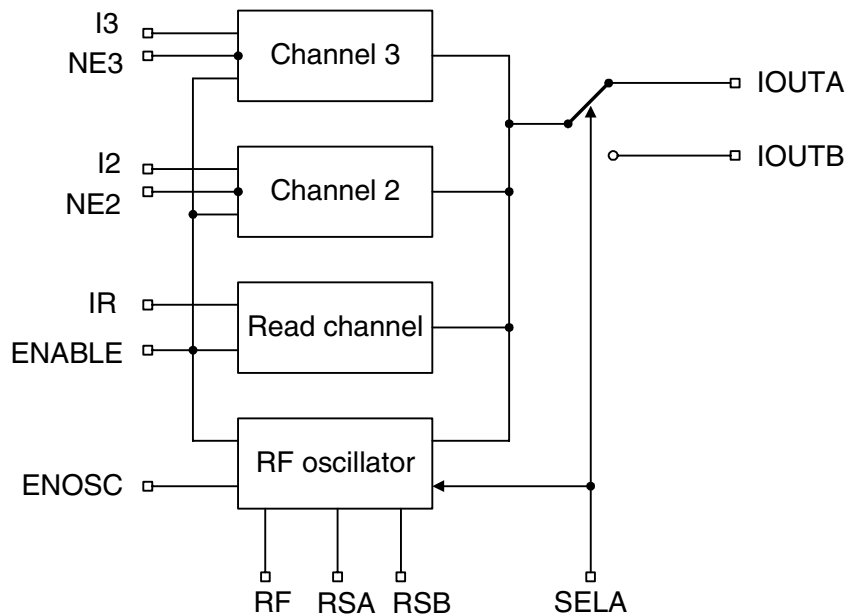 I3
NE3
Channel 3
IOUTA
IOUTB
I2
NE2
Channel 2
IR
ENABLE
Read channel
ENOSC
RF oscillator
RF
RSA
RSB
SELA